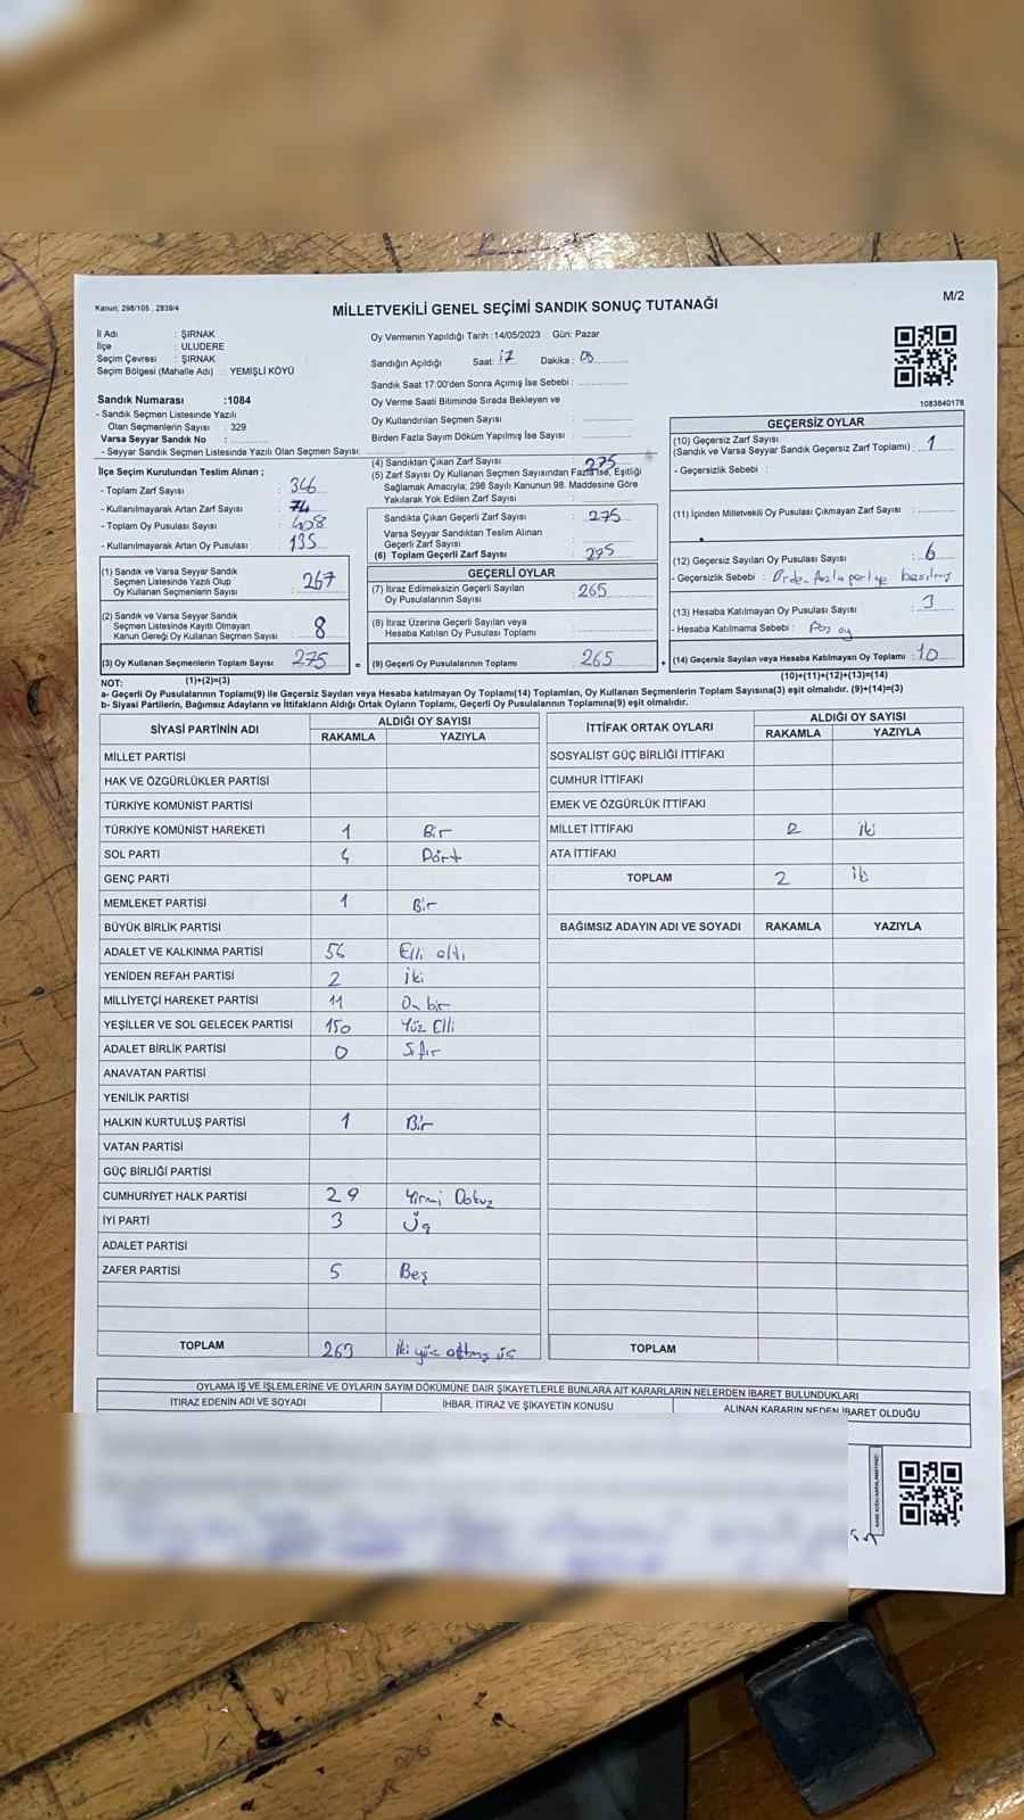 Kanun: 298/105 , 2839/4
MİLLETVEKİLİ GENEL SEÇİMİ SANDIK SONUÇ TUTANAĞI
M/2
İl Adı : ŞIRNAK
İlçe : ULUDERE
Seçim Çevresi : ŞIRNAK
Seçim Bölgesi (Mahalle Adı) YEMİŞLİ KÖYÜ
Sandık Numarası :1084
- Sandık Seçmen Listesinde Yazılı
Olan Seçmenlerin Sayısı : 329
Varsa Seyyar Sandık No :
- Seyyar Sandık Seçmen Listesinde Yazılı Olan Seçmen Sayısı:
Oy Vermenin Yapıldığı Tarih :14/05/2023 Gün: Pazar
Sandığın Açıldığı Saat: 17 Dakika : 05
Sandık Saat 17:00'den Sonra Açımış İse Sebebi :
Oy Verme Saati Bitiminde Sırada Bekleyen ve
Oy Kullandırılan Seçmen Sayısı :
Birden Fazla Sayım Döküm Yapılmış İse Sayısı :
1083840178
İlçe Seçim Kurulundan Teslim Alınan ;
- Toplam Zarf Sayısı : 346
- Kullanılmayarak Artan Zarf Sayısı : 74
- Toplam Oy Pusulası Sayısı : 408
- Kullanılmayarak Artan Oy Pusulası : 135
(4) Sandıktan Çıkan Zarf Sayısı : 275
(5) Zarf Sayısı Oy Kullanan Seçmen Sayısından Fazla İse, Eşitliği
Sağlamak Amacıyla; 298 Sayılı Kanunun 98. Maddesine Göre
Yakılarak Yok Edilen Zarf Sayısı :
Sandıkta Çıkan Geçerli Zarf Sayısı : 275
Varsa Seyyar Sandıktan Teslim Alınan
Geçerli Zarf Sayısı :
(6) Toplam Geçerli Zarf Sayısı : 275
GEÇERSİZ OYLAR
(10) Geçersiz Zarf Sayısı
(Sandık ve Varsa Seyyar Sandık Geçersiz Zarf Toplamı) : 1
- Geçersizlik Sebebi :
(11) İçinden Milletvekili Oy Pusulası Çıkmayan Zarf Sayısı :
(12) Geçersiz Sayılan Oy Pusulası Sayısı : 6
- Geçersizlik Sebebi :
(13) Hesaba Katılmayan Oy Pusulası Sayısı : 3
- Hesaba Katılmama Sebebi : oy
(14) Geçersiz Sayılan veya Hesaba Katılmayan Oy Toplamı : 10
(10)+(11)+(12)+(13)=(14)
(1) Sandık ve Varsa Seyyar Sandık
Seçmen Listesinde Yazılı Olup
Oy Kullanan Seçmenlerin Sayısı : 267
(2) Sandık ve Varsa Seyyar Sandık
Seçmen Listesinde Kayıtlı Olmayan
Kanun Gereği Oy Kullanan Seçmen Sayısı : 8
(3) Oy Kullanan Seçmenlerin Toplam Sayısı : 275 =
GEÇERLİ OYLAR
(7) İtiraz Edilmeksizin Geçerli Sayılan
Oy Pusulalarının Sayısı : 265
(8) İtiraz Üzerine Geçerli Sayılan veya
Hesaba Katılan Oy Pusulası Toplamı :
(9) Geçerli Oy Pusulalarının Toplamı : 265 +
NOT: (1)+(2)=(3)
a- Geçerli Oy Pusulalarının Toplamı(9) ile Geçersiz Sayılan veya Hesaba katılmayan Oy Toplamı(14) Toplamları, Oy Kullanan Seçmenlerin Toplam Sayısına(3) eşit olmalıdır. (9)+(14)=(3)
b- Siyasi Partilerin, Bağımsız Adayların ve İttifakların Aldığı Ortak Oyların Toplamı, Geçerli Oy Pusulalarının Toplamına(9) eşit olmalıdır.
SİYASİ PARTİNİN ADI ALDIĞI OY SAYISI
RAKAMLA YAZIYLA
MİLLET PARTİSİ
HAK VE ÖZGÜRLÜKLER PARTİSİ
TÜRKİYE KOMÜNİST PARTİSİ
TÜRKİYE KOMÜNİST HAREKETİ 1 Bir
SOL PARTİ 4 Dört
GENÇ PARTİ
MEMLEKET PARTİSİ 1 Bir
BÜYÜK BİRLİK PARTİSİ
ADALET VE KALKINMA PARTİSİ 56 Elli altı
YENİDEN REFAH PARTİSİ 2 iki
MİLLİYETÇİ HAREKET PARTİSİ 11 On bir
YEŞİLLER VE SOL GELECEK PARTİSİ 150 Yüz Elli
ADALET BİRLİK PARTİSİ 0 Sıfır
ANAVATAN PARTİSİ
YENİLİK PARTİSİ
HALKIN KURTULUŞ PARTİSİ 1 Bir
VATAN PARTİSİ
GÜÇ BİRLİĞİ PARTİSİ
CUMHURİYET HALK PARTİSİ 29 Yirmi Dokuz
İYİ PARTİ 3 Üç
ADALET PARTİSİ
ZAFER PARTİSİ 5 Beş
TOPLAM 263 iki yüz altmış üç
İTTİFAK ORTAK OYLARI ALDIĞI OY SAYISI
RAKAMLA YAZIYLA
SOSYALİST GÜÇ BİRLİĞİ İTTİFAKI
CUMHUR İTTİFAKI
EMEK VE ÖZGÜRLÜK İTTİFAKI
MİLLET İTTİFAKI 2 iki
ATA İTTİFAKI
TOPLAM 2 iki
BAĞIMSIZ ADAYIN ADI VE SOYADI RAKAMLA YAZIYLA
TOPLAM
OYLAMA İŞ VE İŞLEMLERİNE VE OYLARIN SAYIM DÖKÜMÜNE DAİR ŞİKAYETLERLE BUNLARA AİT KARARLARIN NELERDEN İBARET BULUNDUKLARI
İTİRAZ EDENİN ADI VE SOYADI İHBAR, İTİRAZ VE ŞİKAYETİN KONUSU ALINAN KARARIN NEDEN İBARET OLDUĞU